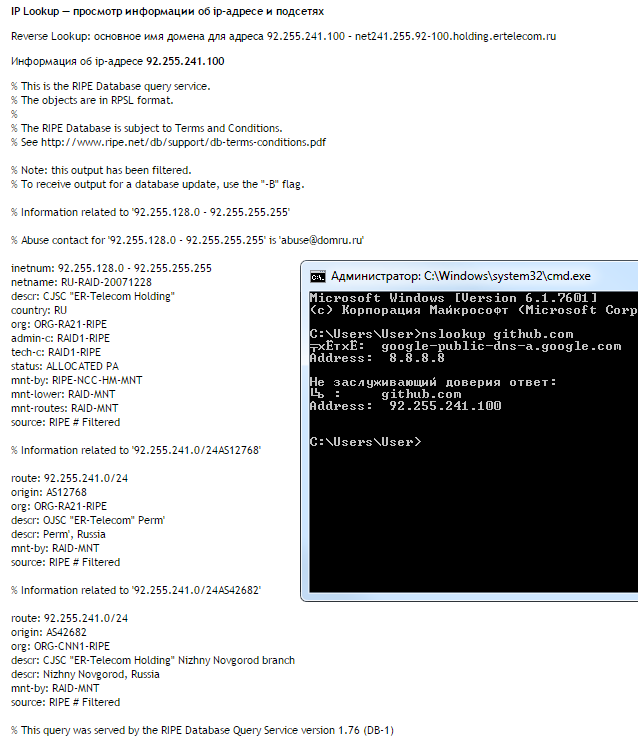 IP Lookup — просмотр информации об ip-адресе и подсетях
Reverse Lookup: основное имя домена для адреса 92.255.241.100 - net241.255.92-100.holding.ertelecom.ru
Информация об ip-адресе 92.255.241.100
% This is the RIPE Database query service.
% The objects are in RPSL format.
%
% The RIPE Database is subject to Terms and Conditions.
% See http://www.ripe.net/db/support/db-terms-conditions.pdf
% Note: this output has been filtered.
% To receive output for a database update, use the "-B" flag.
% Information related to '92.255.128.0 - 92.255.255.255'
% Abuse contact for '92.255.128.0 - 92.255.255.255' is 'abuse@domru.ru'
inetnum: 92.255.128.0 - 92.255.255.255
netname: RU-RAID-20071228
descr: CJSC "ER-Telecom Holding"
country: RU
org: ORG-RA21-RIPE
admin-c: RAID1-RIPE
tech-c: RAID1-RIPE
status: ALLOCATED PA
mnt-by: RIPE-NCC-HM-MNT
mnt-lower: RAID-MNT
mnt-routes: RAID-MNT
source: RIPE # Filtered
% Information related to '92.255.241.0/24AS12768'
route: 92.255.241.0/24
origin: AS12768
org: ORG-RA21-RIPE
descr: OJSC "ER-Telecom" Perm'
descr: Perm', Russia
mnt-by: RAID-MNT
source: RIPE # Filtered
% Information related to '92.255.241.0/24AS42682'
route: 92.255.241.0/24
origin: AS42682
org: ORG-CNN1-RIPE
descr: CJSC "ER-Telecom Holding" Nizhny Novgorod branch
descr: Nizhny Novgorod, Russia
mnt-by: RAID-MNT
source: RIPE # Filtered
% This query was served by the RIPE Database Query Service version 1.76 (DB-1)
Администратор: C:\Windows\system32\cmd.exe
Microsoft Windows [Version 6.1.7601]
(c) Корпорация Майкрософт (Microsoft Corp
C:\Users\User>nslookup github.com
╤хЁтхЁ: google-public-dns-a.google.com
Address: 8.8.8.8
Не заслуживающий доверия ответ:
: github.com
Address: 92.255.241.100
C:\Users\User>